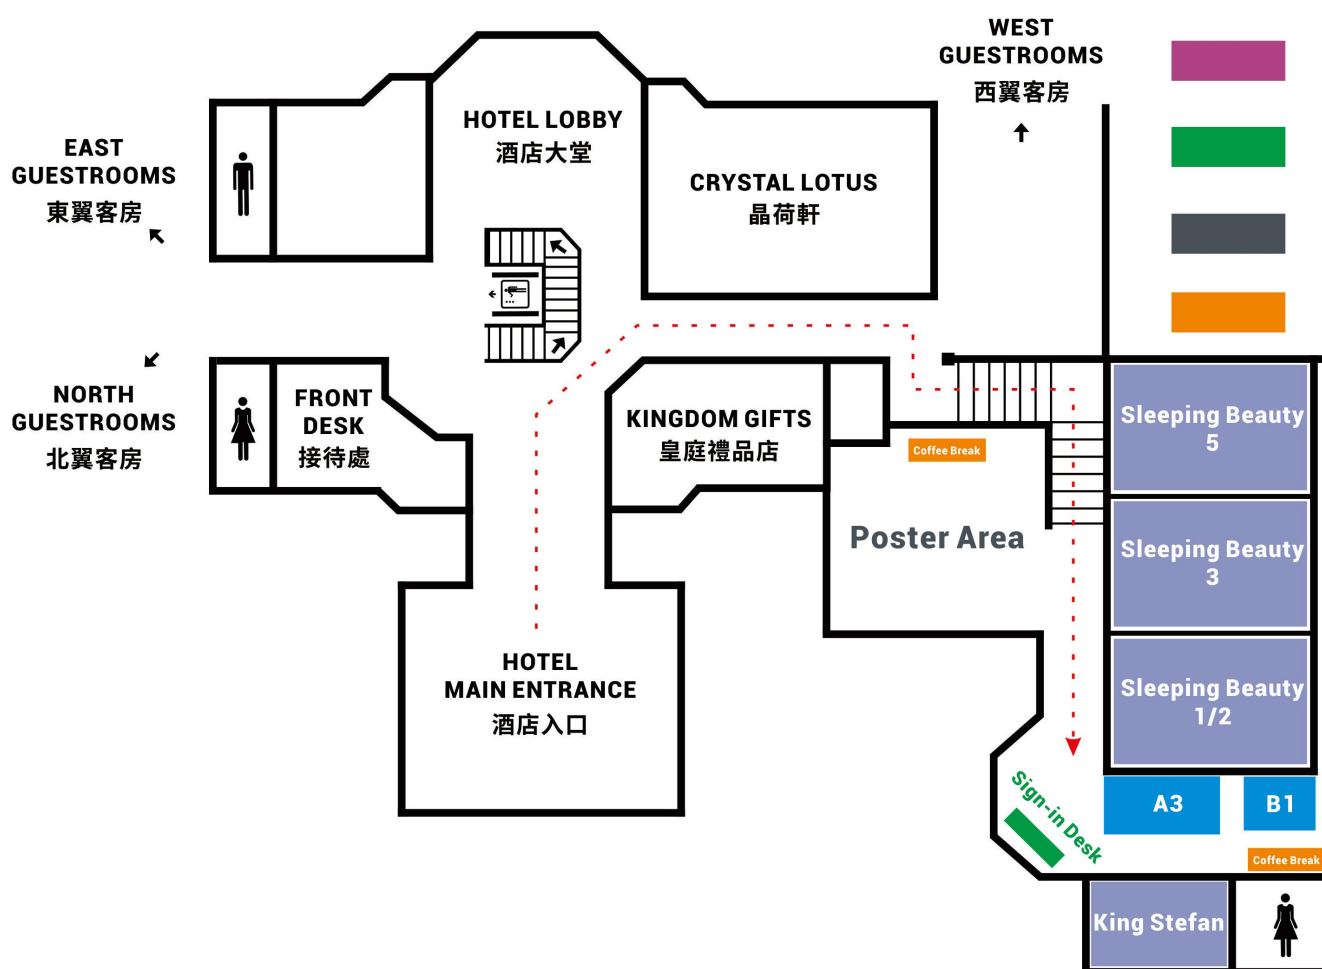 WEST
GUESTROOMS
西翼客房
HOTEL LOBBY
酒店大堂
EAST
GUESTROOMS
東翼客房
CRYSTAL LOTUS
晶荷軒
NORTH
GUESTROOMS
北翼客房
FRONT
DESK
接待處
KINGDOM GIFTS
皇庭禮品店
Coffee Break
Sleeping Beauty
5
Poster Area
Sleeping Beauty
3
HOTEL
MAIN ENTRANCE
酒店入口
Sleeping Beauty
1/2
Sign-in Desk
A3
B1
Coffee Break
King Stefan